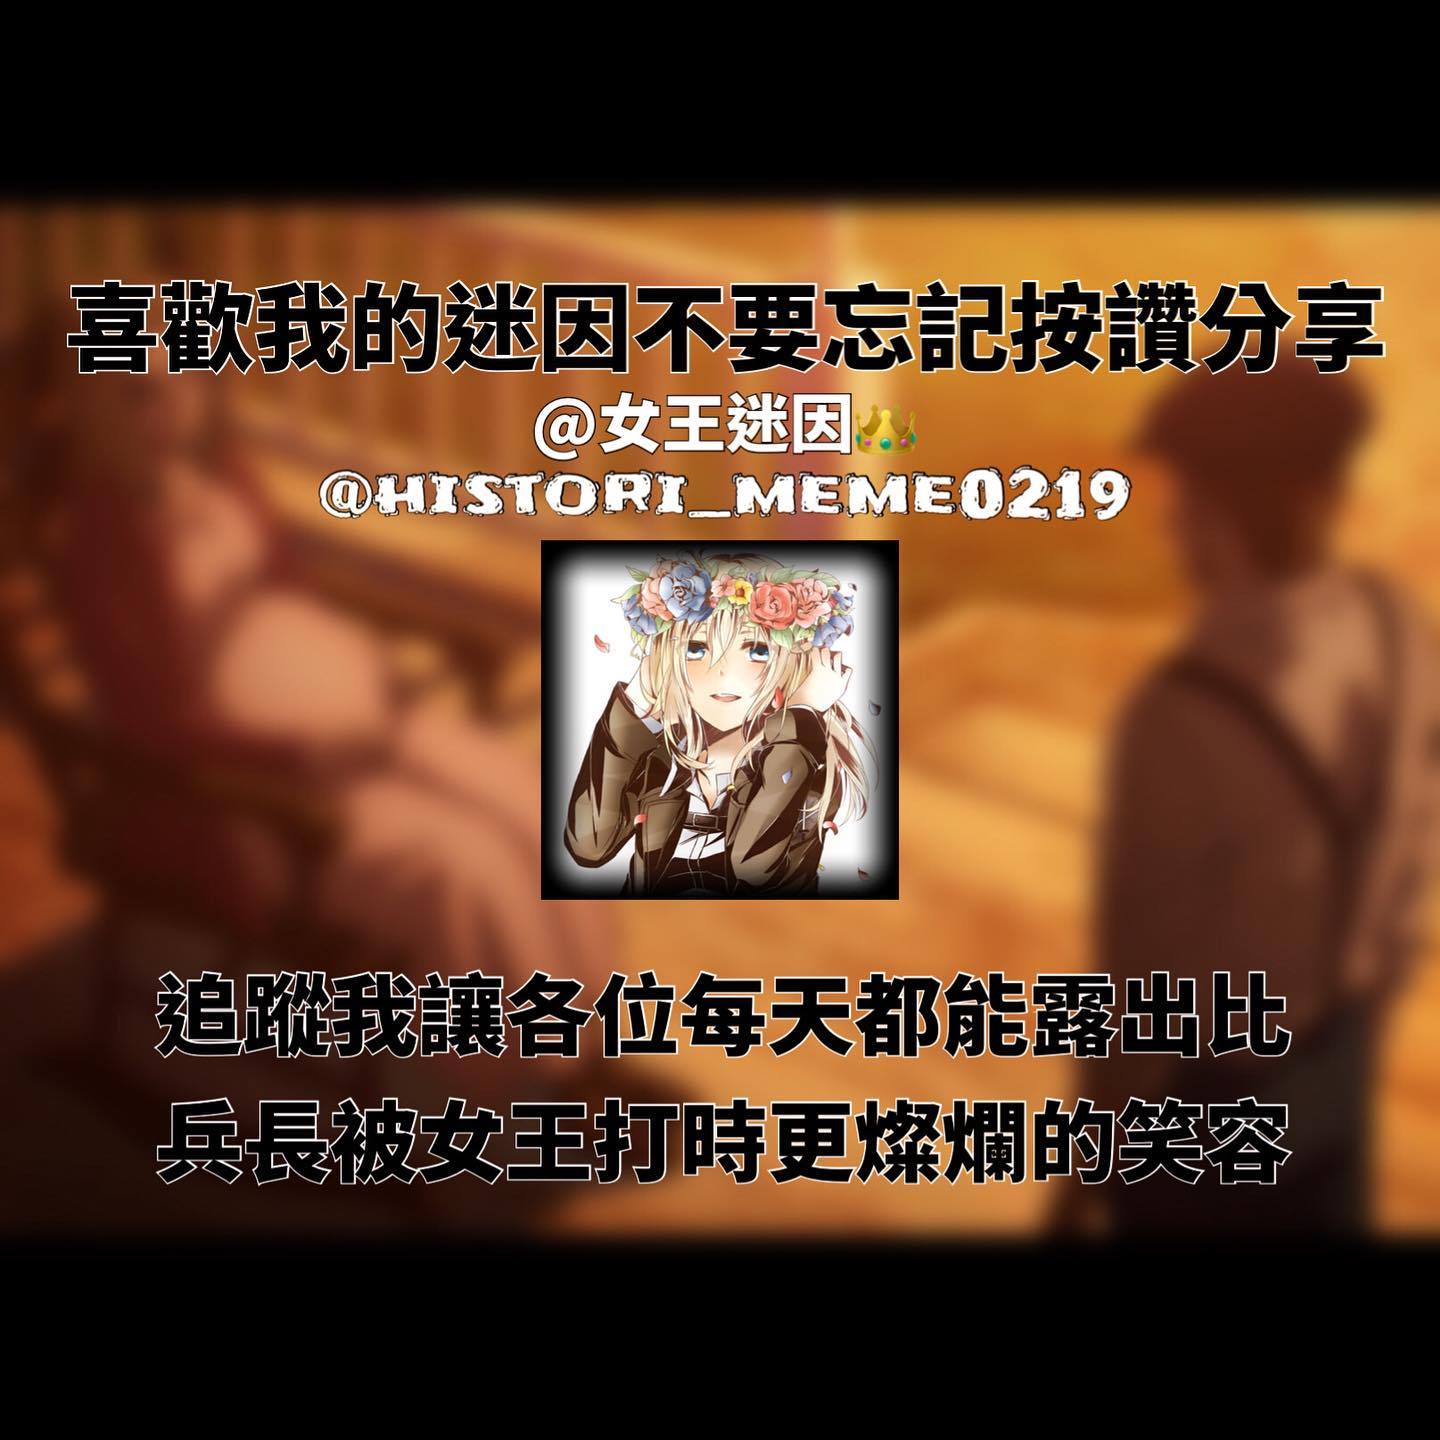 喜歡我的迷因不要忘記按讚分享
@女王迷因👑
@HISTORI_MEME0219
追蹤我讓各位每天都能露出比
兵長被女王打時更燦爛的笑容